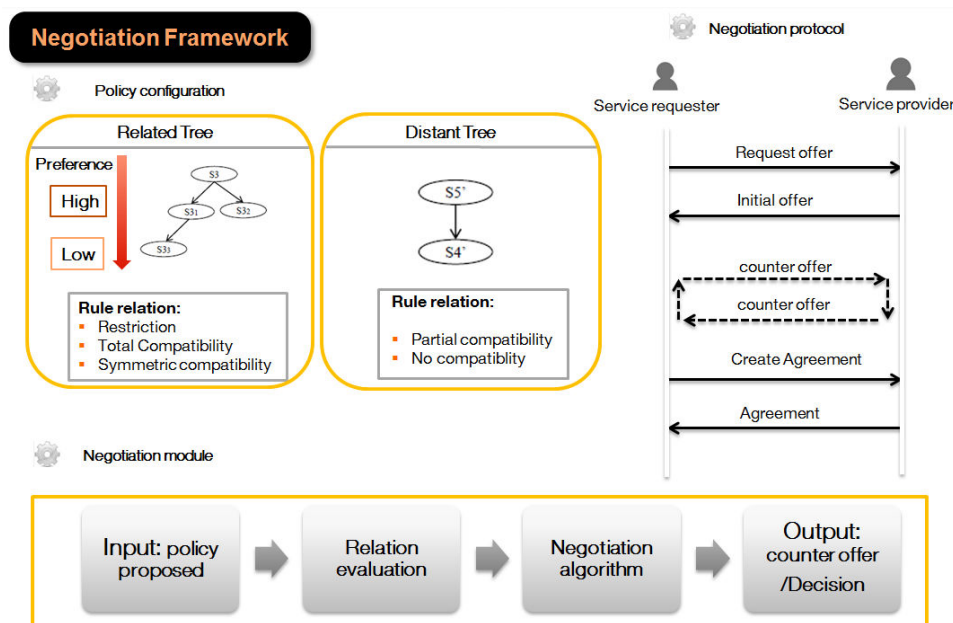 Negotiation Framework
Policy configuration
Related Tree
Preference
High
Low
S3
S31
S32
S33
Rule relation:
Restriction
Total Compatibility
Symmetric compatibility
Distant Tree
S5'
S4'
Rule relation:
Partial compatibility
No compatiblity
Negotiation protocol
Service requester
Service provider
Request offer
Initial offer
counter offer
counter offer
Create Agreement
Agreement
Negotiation module
Input: policy
proposed
Relation
evaluation
Negotiation
algorithm
Output:
counter offer
/Decision